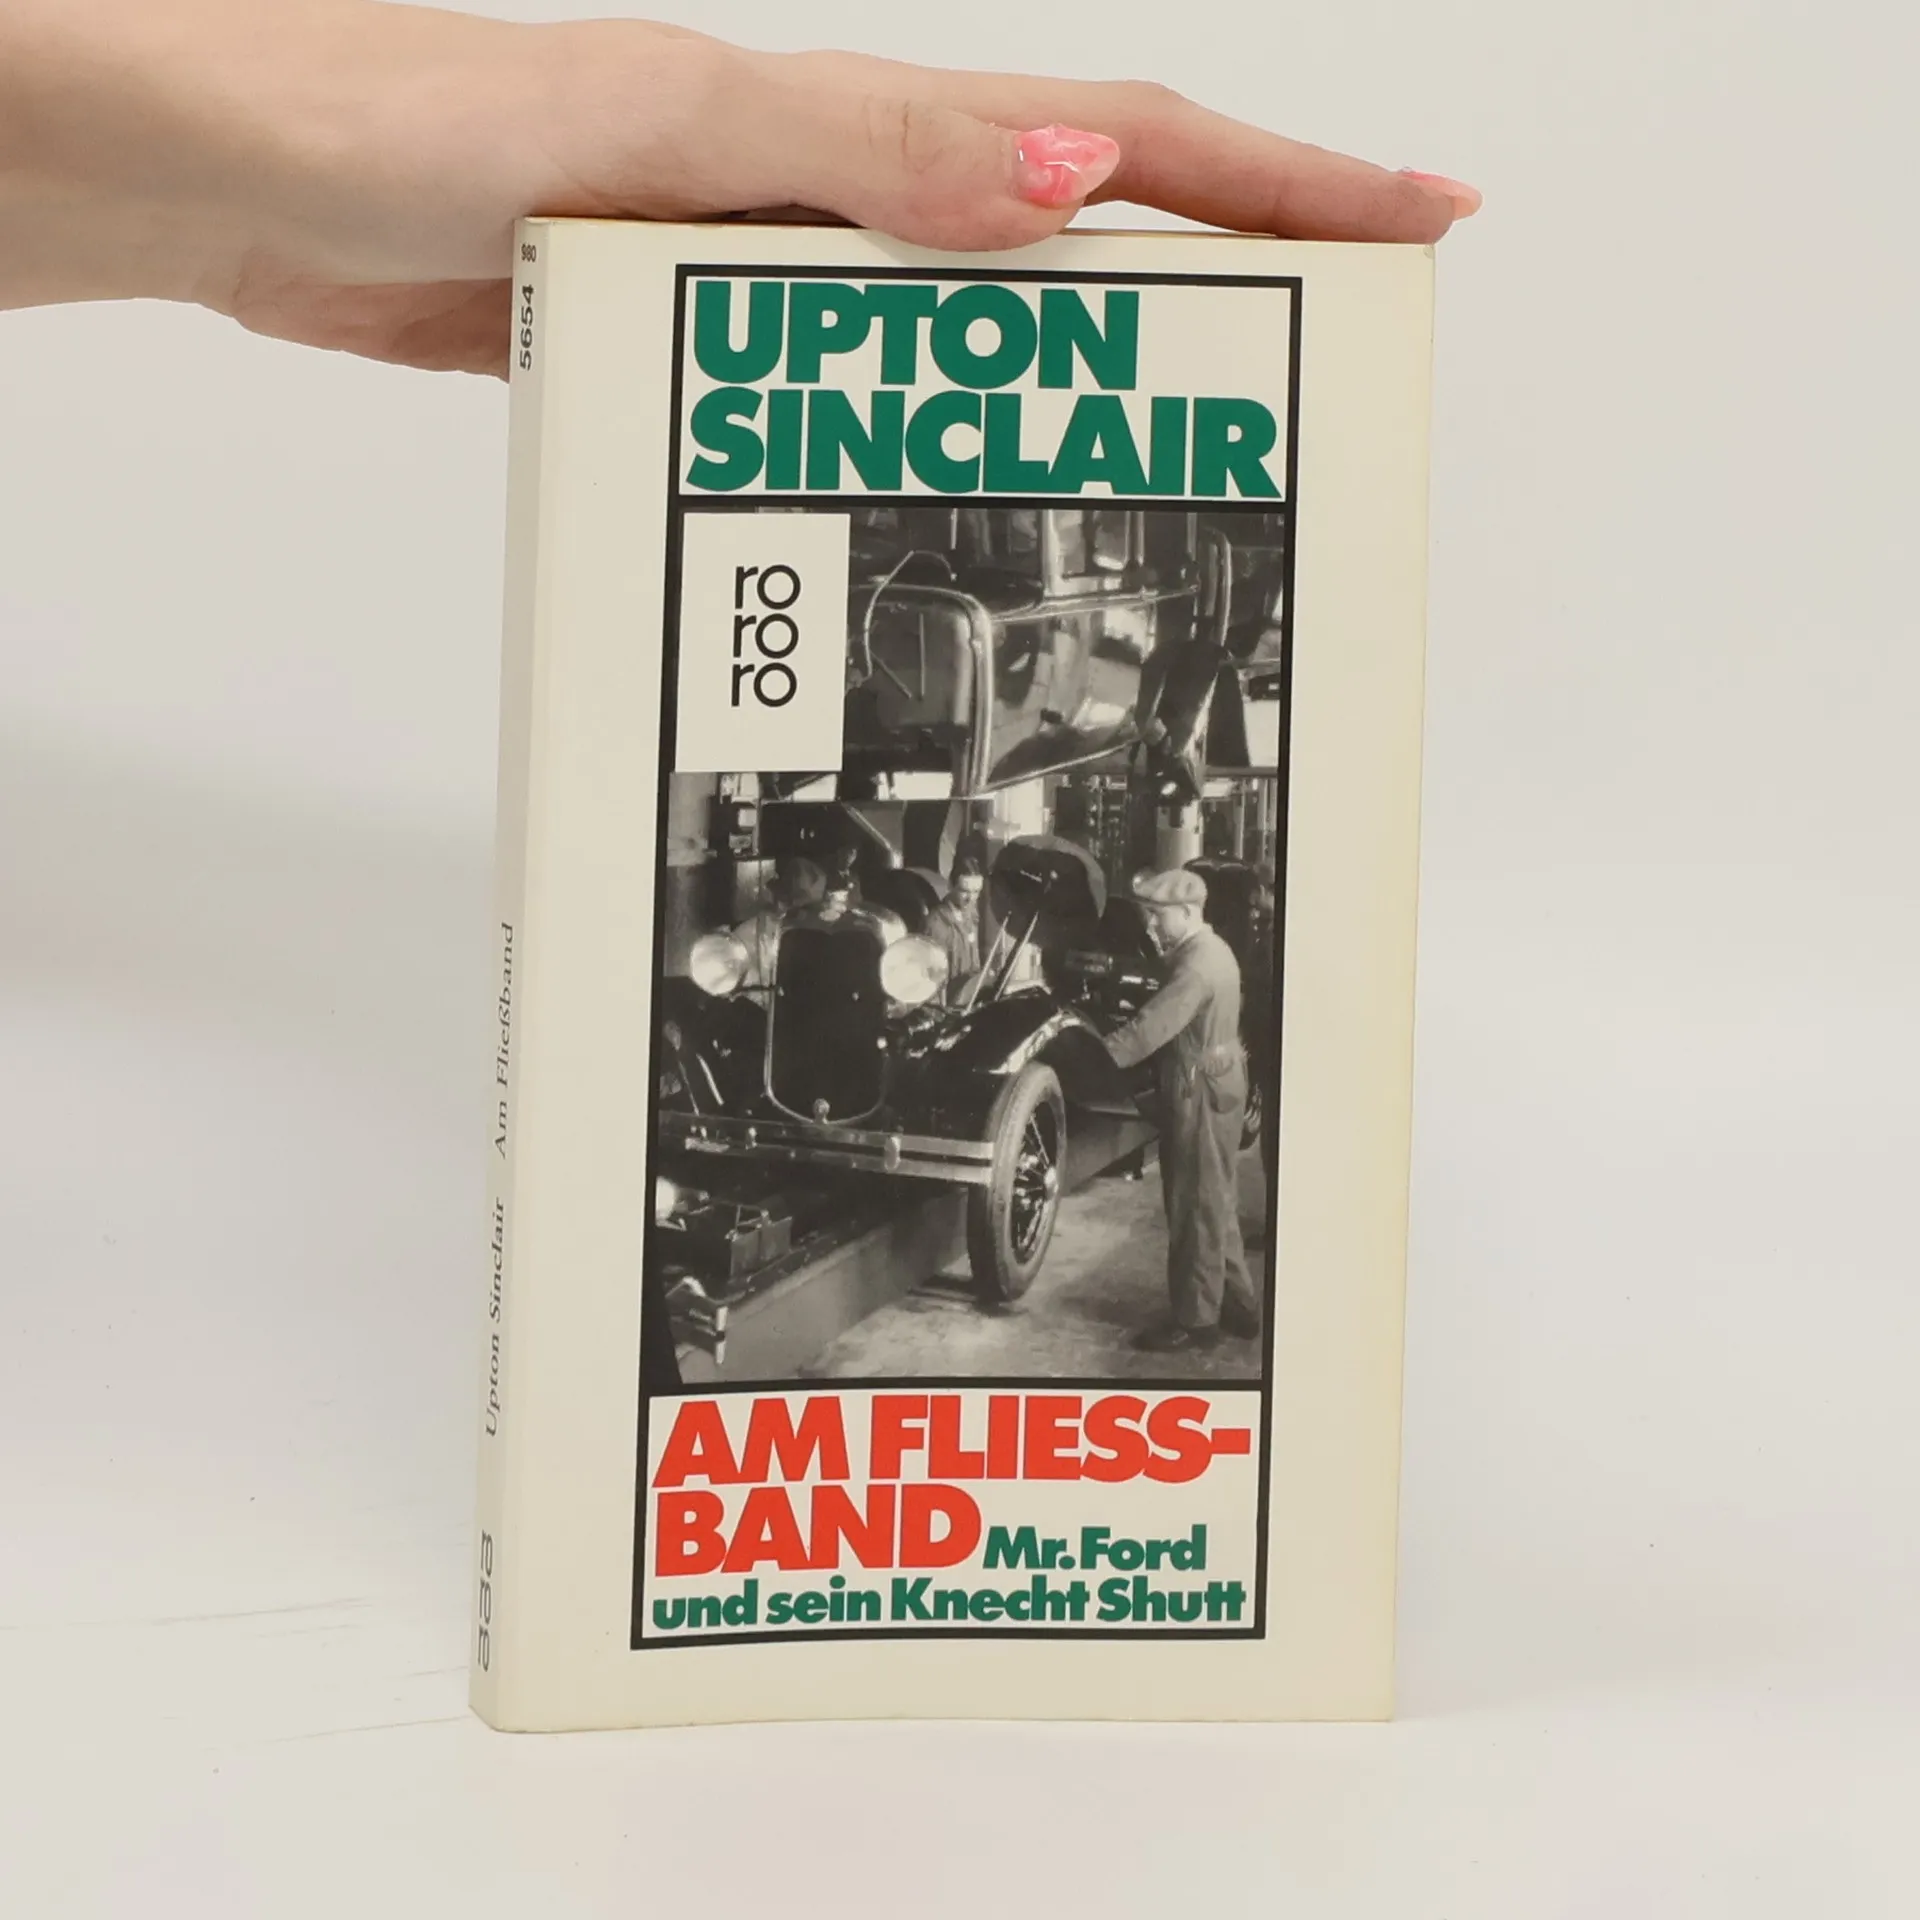 UPTON
SINCLAIR
ro
ro
ro
AM FLIESS-
BAND Mr. Ford
und sein Knecht Shutt
980
5654
Upton Sinclair Am Fließband